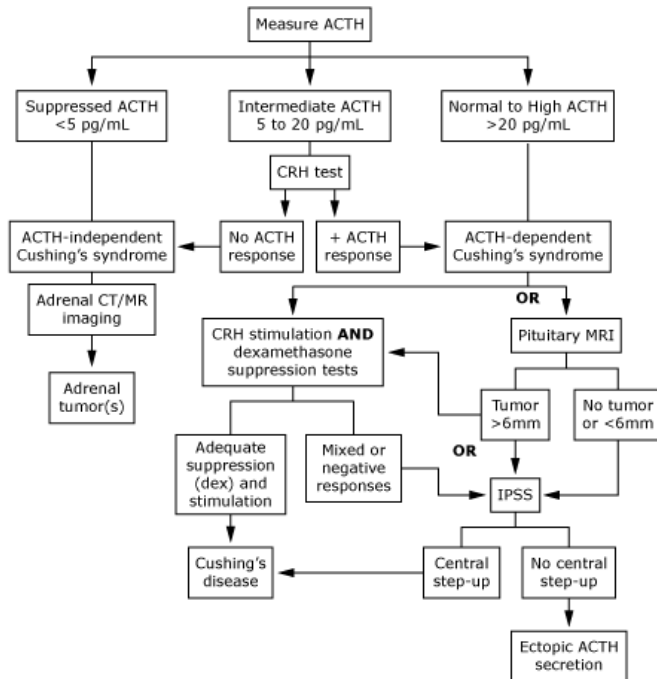 Measure ACTH
Suppressed ACTH
<5 pg/mL
Intermediate ACTH
5 to 20 pg/mL
Normal to High ACTH
>20 pg/mL
CRH test
ACTH-independent
Cushing's syndrome
No ACTH
response
+ ACTH
response
ACTH-dependent
Cushing's syndrome
Adrenal CT/MR
imaging
OR
CRH stimulation AND
dexamethasone
suppression tests
Pituitary MRI
Adrenal
tumor(s)
Tumor
>6mm
No tumor
or <6mm
Adequate
suppression
(dex) and
stimulation
Mixed or
negative
responses
OR
IPSS
Cushing's
disease
Central
step-up
No central
step-up
Ectopic ACTH
secretion